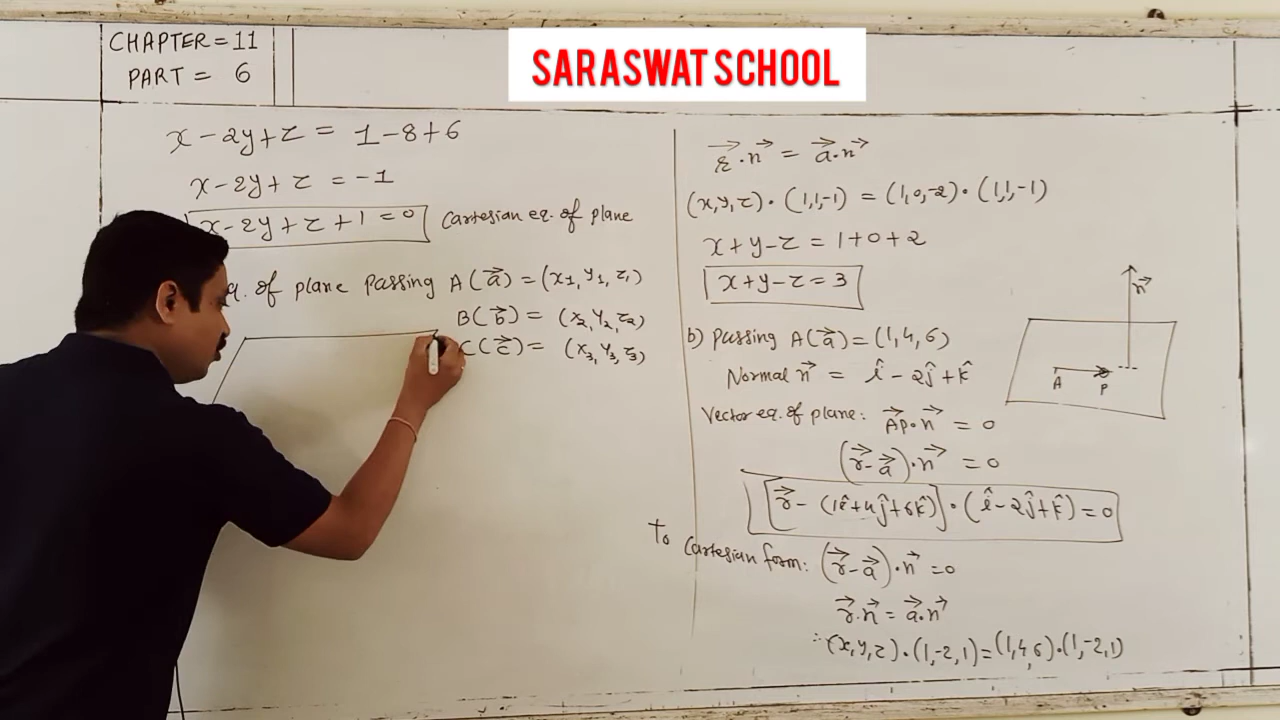 CHAPTER = 11
PART = 6
SARASWAT SCHOOL
x - 2y + z = 1 - 8 + 6
x - 2y + z = -1
x - 2y + z + 1 = 0 Cartesian eq. of plane
q. of plane Passing A(a⃗) = (x₁, y₁, z₁)
B(b⃗) = (x₂, y₂, z₂)
C(c⃗) = (x₃, y₃, z₃)
r⃗ · n⃗ = a⃗ · n⃗
(x, y, z) · (1, 1, -1) = (1, 0, -2) · (1, 1, -1)
x + y - z = 1 + 0 + 2
x + y - z = 3
b) Passing A(a⃗) = (1, 4, 6)
Normal n⃗ = î - 2ĵ + k̂
Vector eq. of plane: AP⃗ · n⃗ = 0
(r⃗ - a⃗) · n⃗ = 0
[r⃗ - (1î + 4ĵ + 6k̂)] · (î - 2ĵ + k̂) = 0
To Cartesian form: (r⃗ - a⃗) · n⃗ = 0
r⃗ · n⃗ = a⃗ · n⃗
∴ (x, y, z) · (1, -2, 1) = (1, 4, 6) · (1, -2, 1)
n⃗
A P